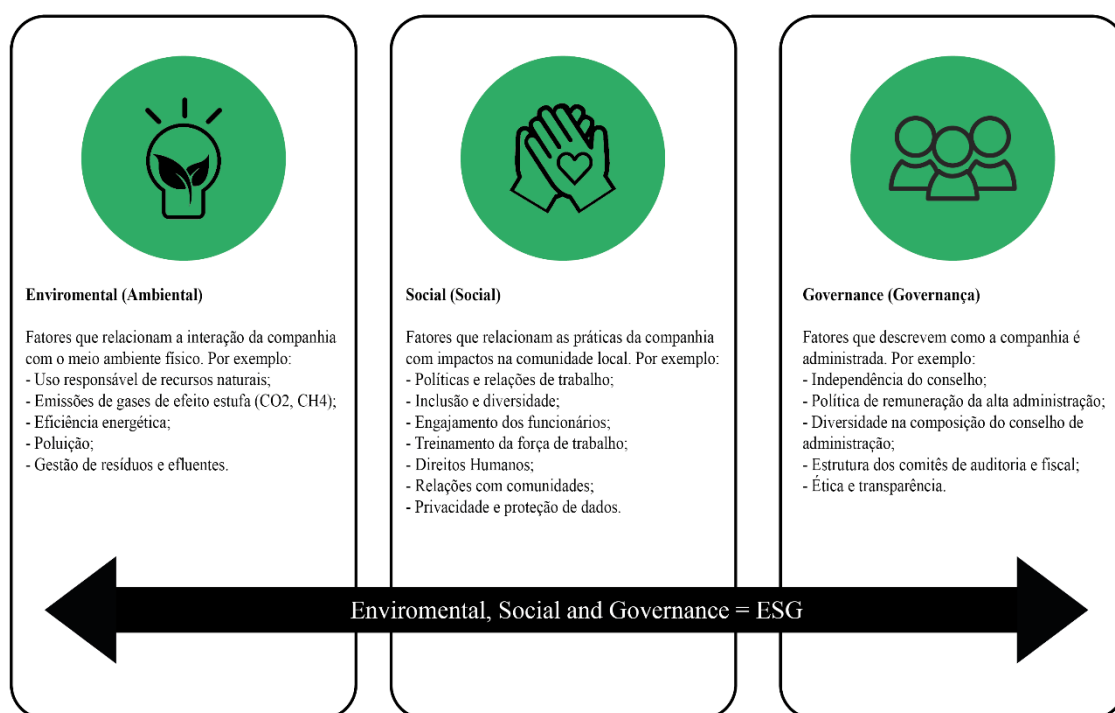 Enviromental (Ambiental)
Fatores que relacionam a interação da companhia
com o meio ambiente físico. Por exemplo:
- Uso responsável de recursos naturais;
- Emissões de gases de efeito estufa (CO2, CH4);
- Eficiência energética;
- Poluição;
- Gestão de resíduos e efluentes.
Social (Social)
Fatores que relacionam as práticas da companhia
com impactos na comunidade local. Por exemplo:
- Políticas e relações de trabalho;
- Inclusão e diversidade;
- Engajamento dos funcionários;
- Treinamento da força de trabalho;
- Direitos Humanos;
- Relações com comunidades;
- Privacidade e proteção de dados.
Governance (Governança)
Fatores que descrevem como a companhia é
administrada. Por exemplo:
- Independência do conselho;
- Política de remuneração da alta administração;
- Diversidade na composição do conselho de
administração;
- Estrutura dos comitês de auditoria e fiscal;
- Ética e transparência.
Enviromental, Social and Governance = ESG